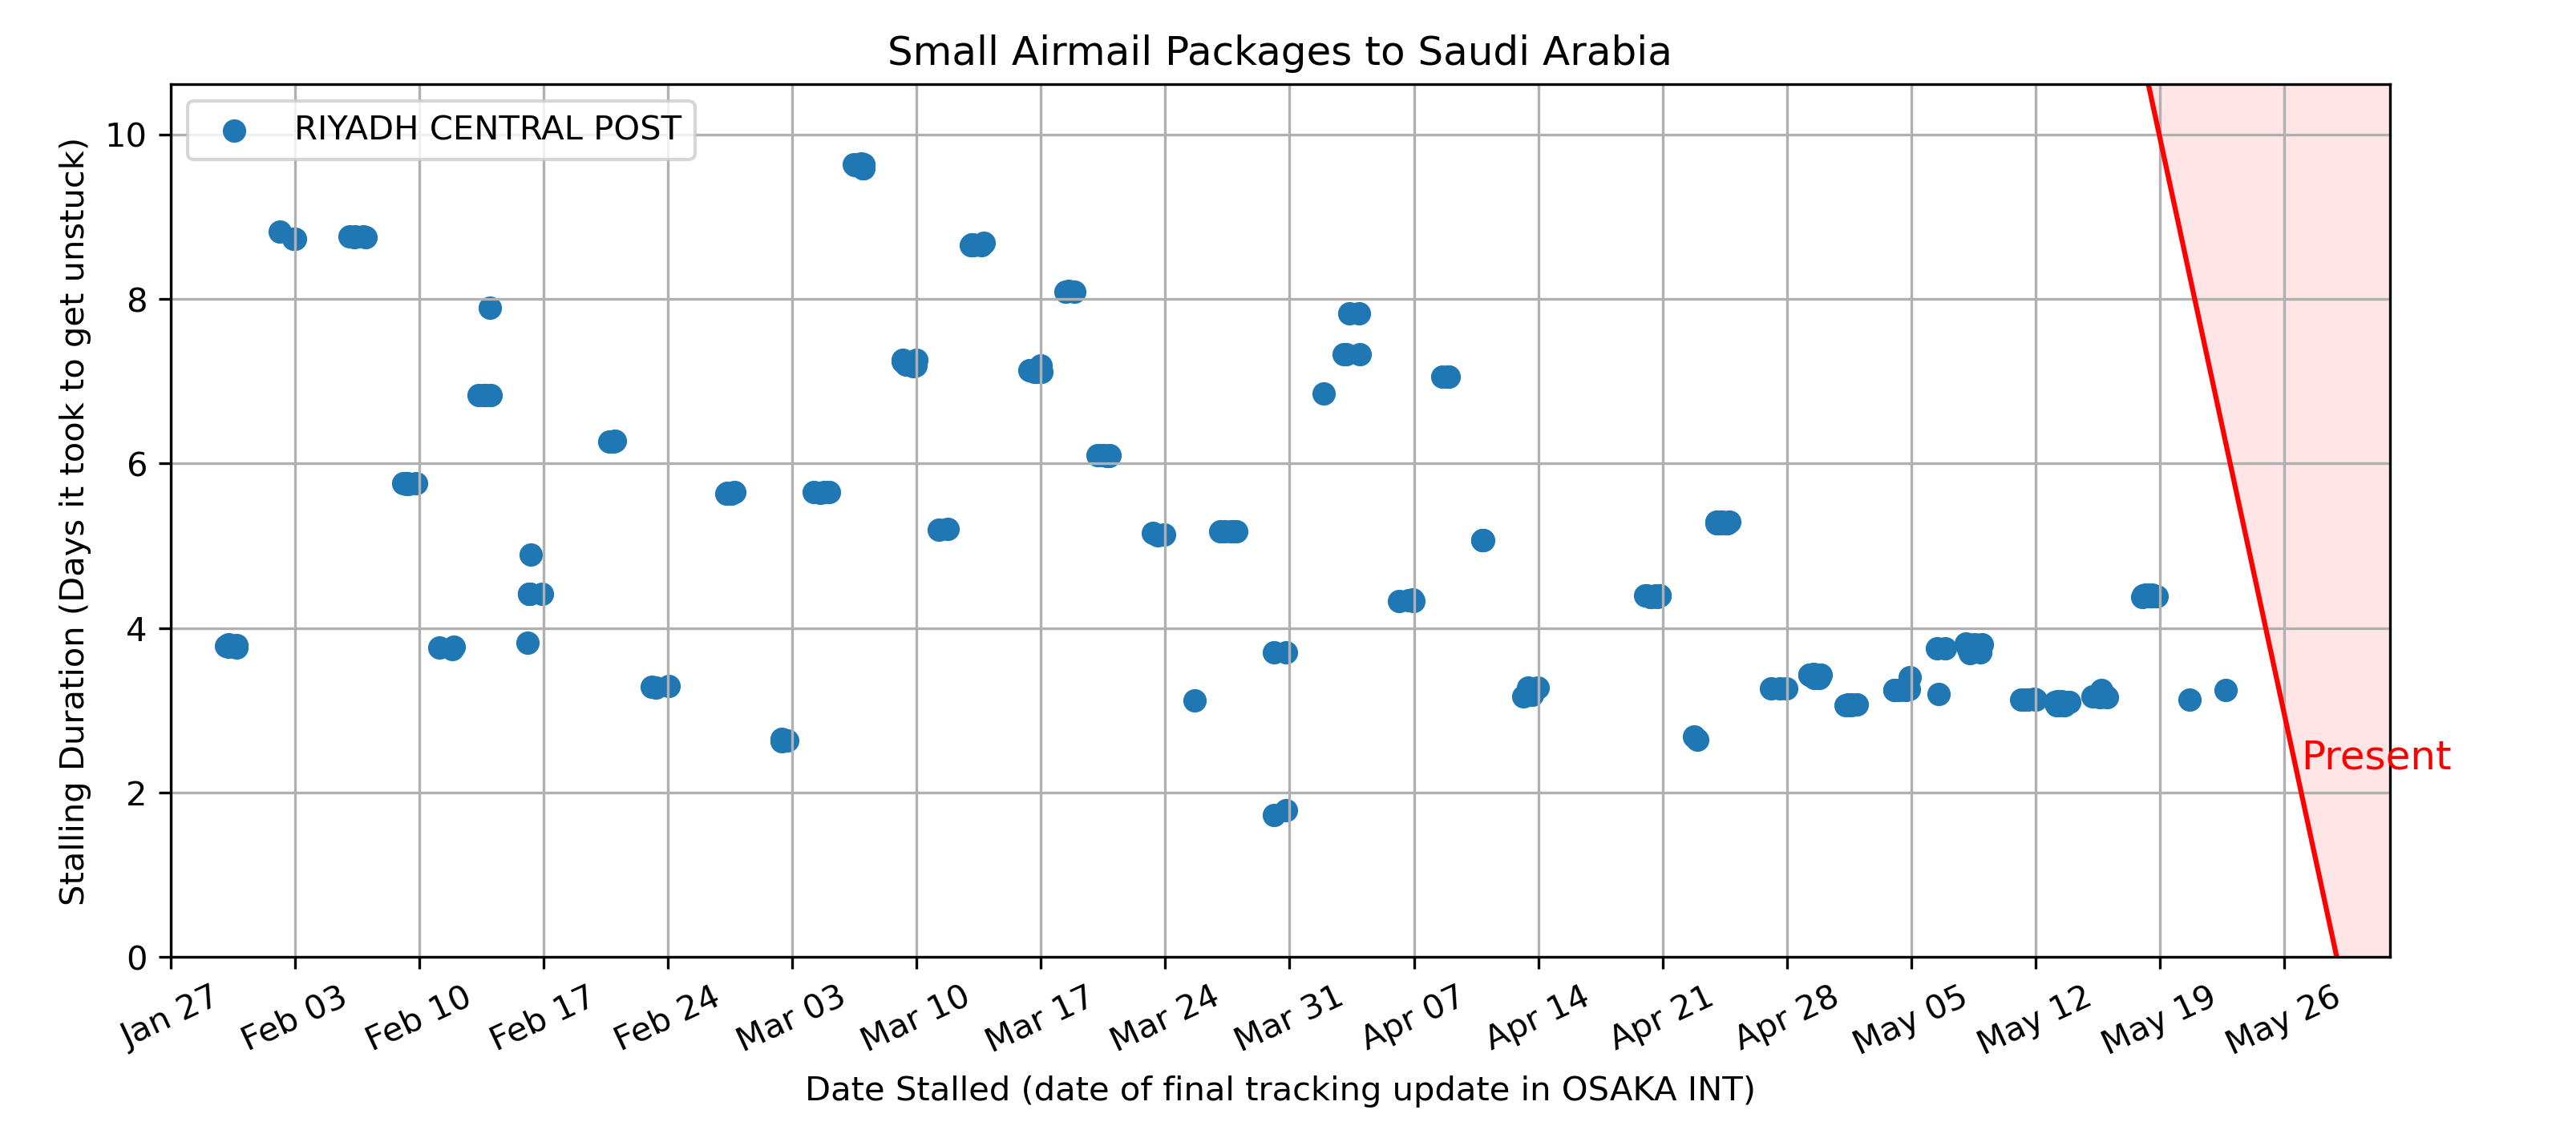 Small Airmail Packages to Saudi Arabia
RIYADH CENTRAL POST
Stalling Duration (Days it took to get unstuck)
10
8
6
4
2
0
Present
Jan 27
Feb 03
Feb 10
Feb 17
Feb 24
Mar 03
Mar 10
Mar 17
Mar 24
Mar 31
Apr 07
Apr 14
Apr 21
Apr 28
May 05
May 12
May 19
May 26
Date Stalled (date of final tracking update in OSAKA INT)